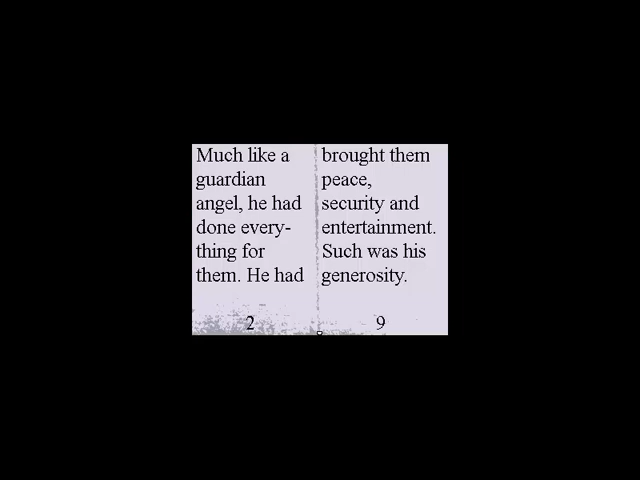 Much like a
guardian
angel, he had
done every-
thing for
them. He had
2
brought them
peace,
security and
entertainment.
Such was his
generosity.
9